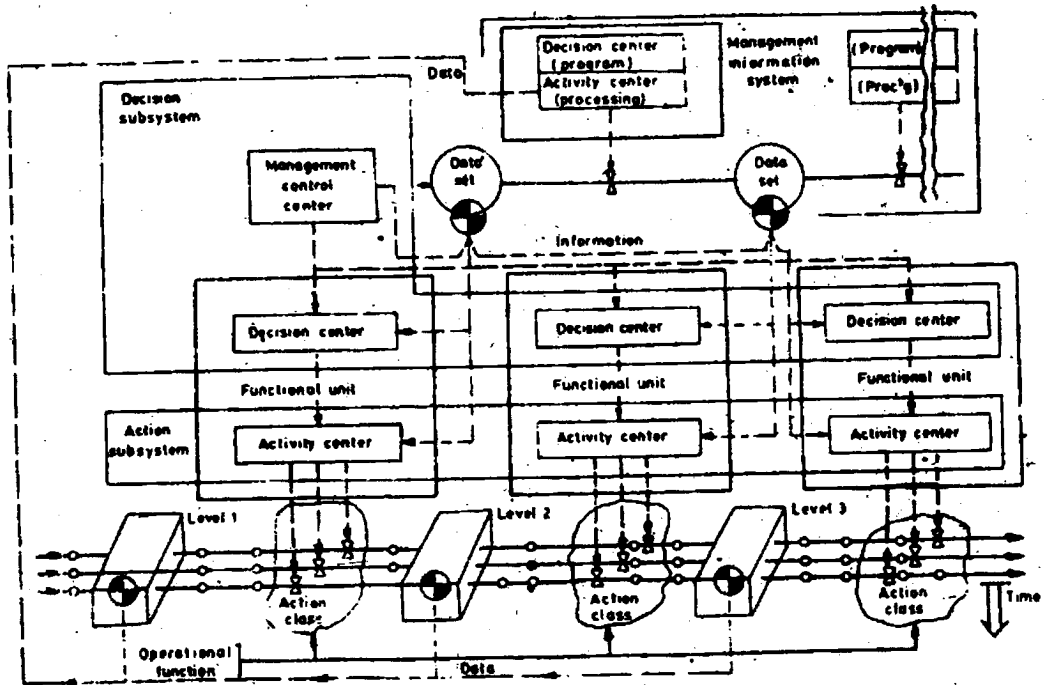 Decision center
(program)
Activity center
(processing)
Management
information
system
(Program)
(Proc'g)
Data
Decision
subsystem
Management
control
center
Data
set
Data
set
Information
Decision center
Decision center
Decision center
Functional unit
Functional unit
Functional unit
Action
subsystem
Activity center
Activity center
Activity center
Level 1
Level 2
Level 3
Action
class
Action
class
Action
class
Time
Operational
function
Data